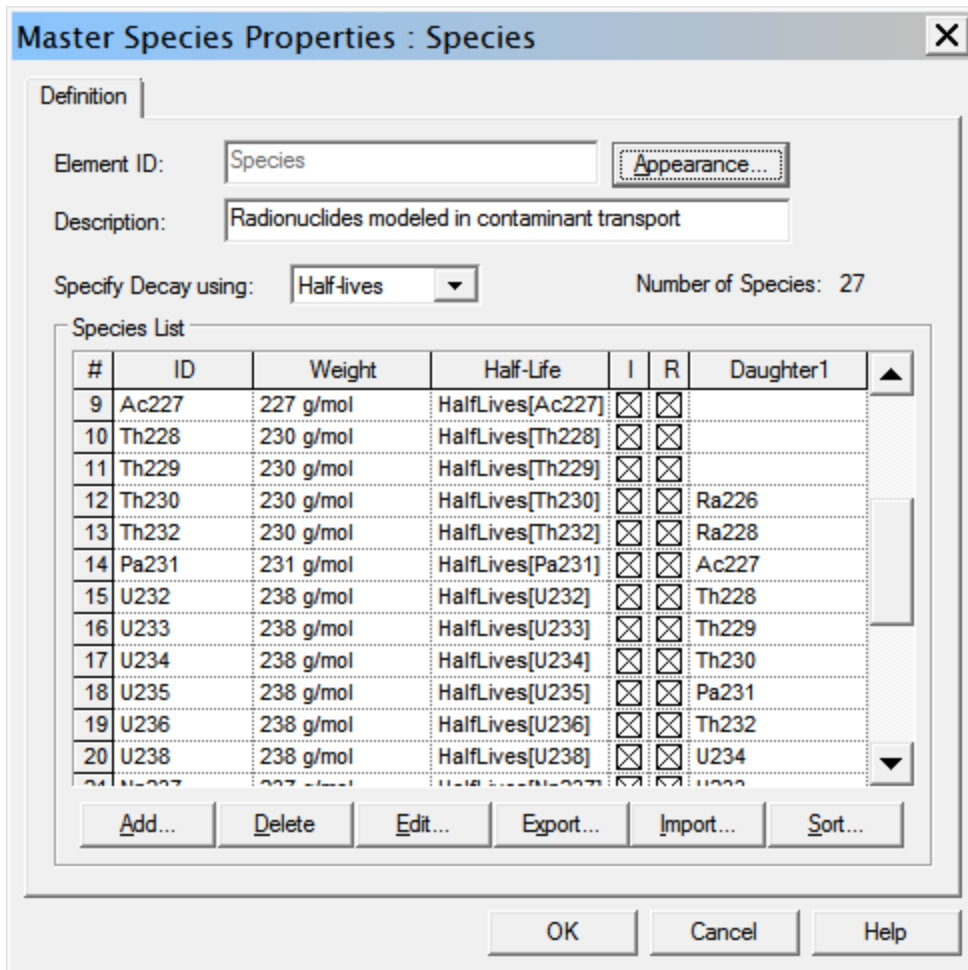 Master Species Properties : Species
Definition
Element ID: Species Appearance...
Description: Radionuclides modeled in contaminant transport
Specify Decay using: Half-lives Number of Species: 27
Species List
# ID Weight Half-Life I R Daughter1
9 Ac227 227 g/mol HalfLives[Ac227]
10 Th228 230 g/mol HalfLives[Th228]
11 Th229 230 g/mol HalfLives[Th229]
12 Th230 230 g/mol HalfLives[Th230] Ra226
13 Th232 230 g/mol HalfLives[Th232] Ra228
14 Pa231 231 g/mol HalfLives[Pa231] Ac227
15 U232 238 g/mol HalfLives[U232] Th228
16 U233 238 g/mol HalfLives[U233] Th229
17 U234 238 g/mol HalfLives[U234] Th230
18 U235 238 g/mol HalfLives[U235] Pa231
19 U236 238 g/mol HalfLives[U236] Th232
20 U238 238 g/mol HalfLives[U238] U234
Add... Delete Edit... Export... Import... Sort...
OK Cancel Help